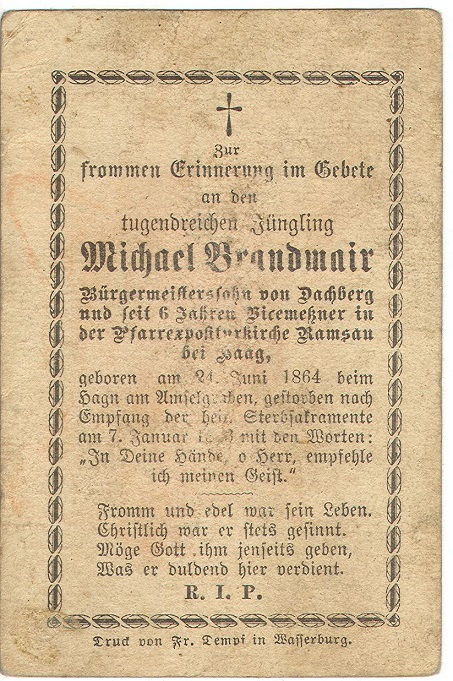 Zur
frommen Erinnerung im Gebete
an den
tugendreichen Jüngling
Michael Brandmair
Bürgermeisterssohn von Dachberg
und seit 6 Jahren Vicemeßner in
der Pfarrexpositurkirche Ramsau
bei Haag,
geboren am 24. Juni 1864 beim
Hagn am Amselgraben, gestorben nach
Empfang der heil. Sterbsakramente
am 7. Januar mit den Worten:
„In Deine Hände, o Herr, empfehle
ich meinen Geist.“
Fromm und edel war sein Leben.
Christlich war er stets gesinnt.
Möge Gott ihm jenseits geben,
Was er duldend hier verdient.
R. I. P.
Druck von Fr. Dempf in Wasserburg.